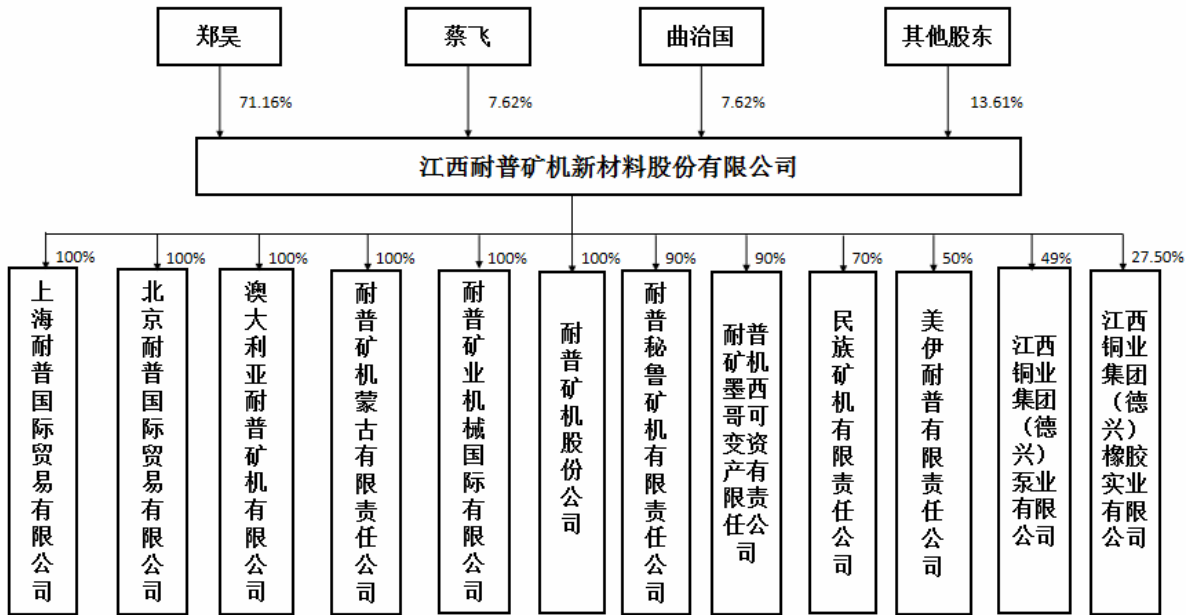 郑昊
蔡飞
曲治国
其他股东
71.16%
7.62%
7.62%
13.61%
江西耐普矿机新材料股份有限公司
100%
100%
100%
100%
100%
100%
90%
90%
70%
50%
49%
27.50%
上海耐普国际贸易有限公司
北京耐普国际贸易有限公司
澳大利亚耐普矿机有限公司
耐普矿机蒙古有限责任公司
耐普矿业机械国际有限公司
耐普矿机股份公司
耐普秘鲁矿机有限责任公司
耐普矿机墨西哥可变资产有限责任公司
民族矿机有限责任公司
美伊耐普有限责任公司
江西铜业集团（德兴）泵业有限公司
江西铜业集团（德兴）橡胶实业有限公司